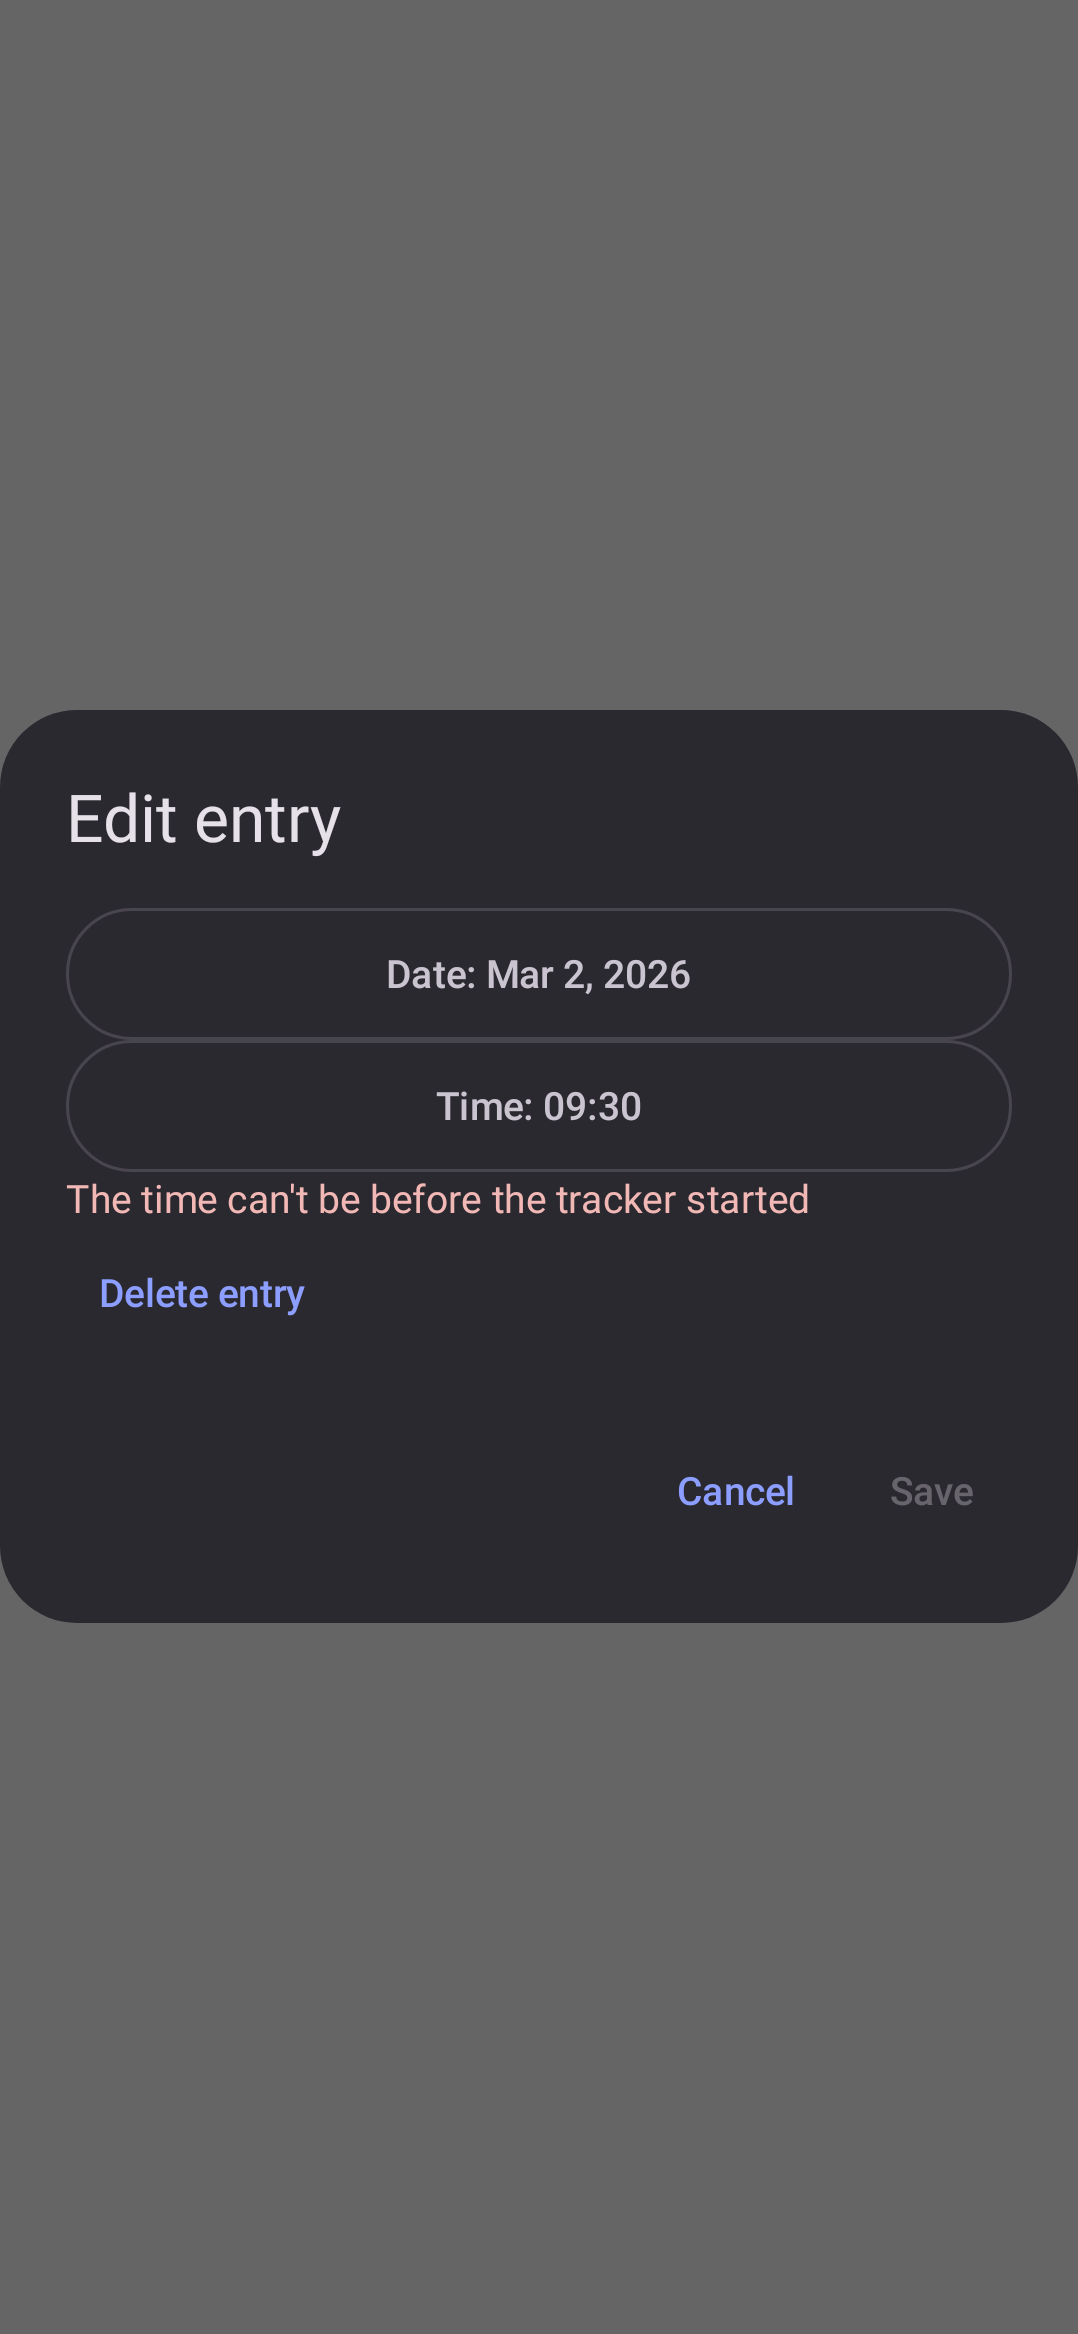 Edit entry
Date: Mar 2, 2026
Time: 09:30
The time can't be before the tracker started
Delete entry
Cancel
Save